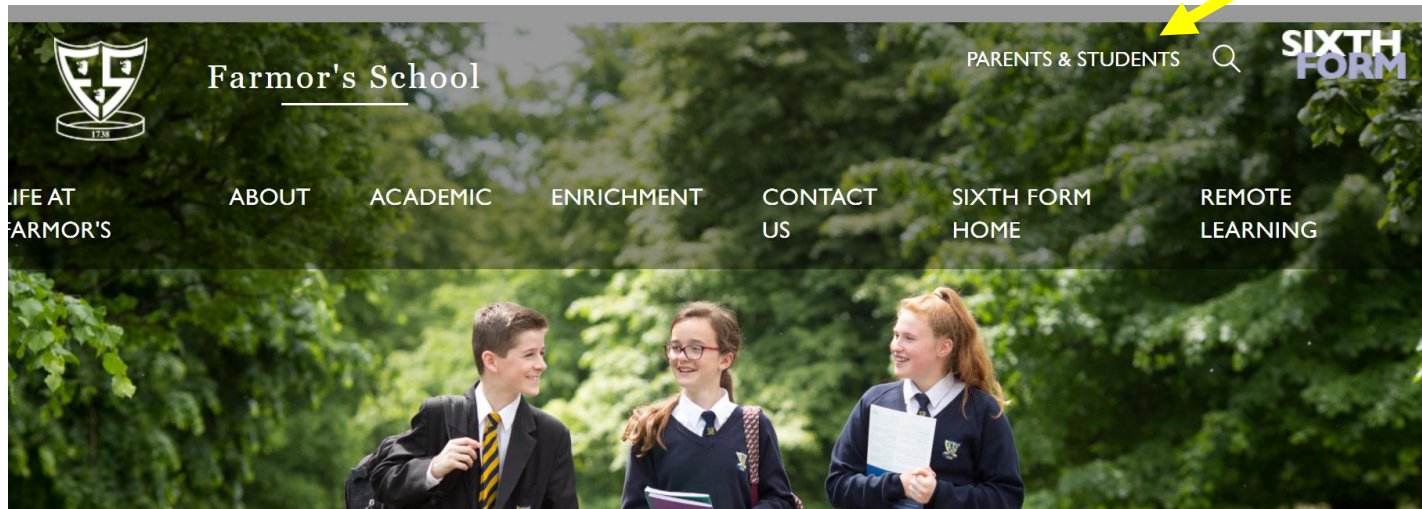 PARENTS & STUDENTS
SIXTH
FORM
Farmor's School
1738
LIFE AT
FARMOR'S
ABOUT
ACADEMIC
ENRICHMENT
CONTACT
US
SIXTH FORM
HOME
REMOTE
LEARNING